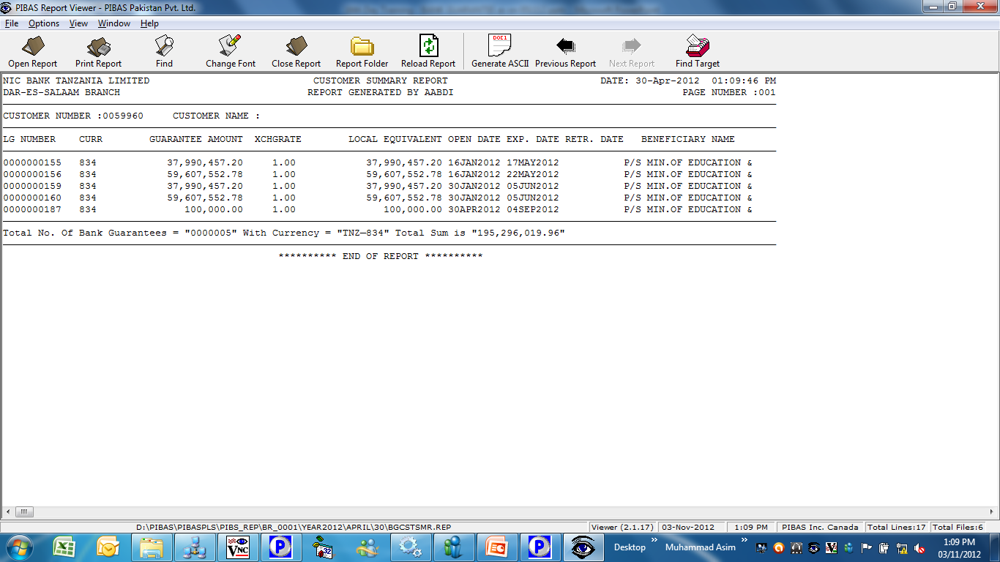 PIBAS Report Viewer - PIBAS Pakistan Pvt. Ltd.
File Options View Window Help
Open Report Print Report Find Change Font Close Report Report Folder Reload Report Generate ASCII Previous Report Next Report Find Target
NIC BANK TANZANIA LIMITED CUSTOMER SUMMARY REPORT DATE: 30-Apr-2012 01:09:46 PM
DAR-ES-SALAAM BRANCH REPORT GENERATED BY AABDI PAGE NUMBER :001
CUSTOMER NUMBER :0059960 CUSTOMER NAME :
LG NUMBER CURR GUARANTEE AMOUNT XCHGRATE LOCAL EQUIVALENT OPEN DATE EXP. DATE RETR. DATE BENEFICIARY NAME
0000000155 834 37,990,457.20 1.00 37,990,457.20 16JAN2012 17MAY2012 P/S MIN.OF EDUCATION &
0000000156 834 59,607,552.78 1.00 59,607,552.78 16JAN2012 22MAY2012 P/S MIN.OF EDUCATION &
0000000159 834 37,990,457.20 1.00 37,990,457.20 30JAN2012 05JUN2012 P/S MIN.OF EDUCATION &
0000000160 834 59,607,552.78 1.00 59,607,552.78 30JAN2012 05JUN2012 P/S MIN.OF EDUCATION &
0000000187 834 100,000.00 1.00 100,000.00 30APR2012 04SEP2012 P/S MIN.OF EDUCATION &
Total No. Of Bank Guarantees = "0000005" With Currency = "TNZ—834" Total Sum is "195,296,019.96"
********** END OF REPORT **********
D:\PIBAS\PIBASPLS\PIBS_REP\BR_0001\YEAR2012\APRIL\30\BGCSTSMR.REP Viewer (2.1.17) 03-Nov-2012 1:09 PM PIBAS Inc. Canada Total Lines:17 Total Files:6
Desktop » Muhammad Asim » 1:09 PM
03/11/2012